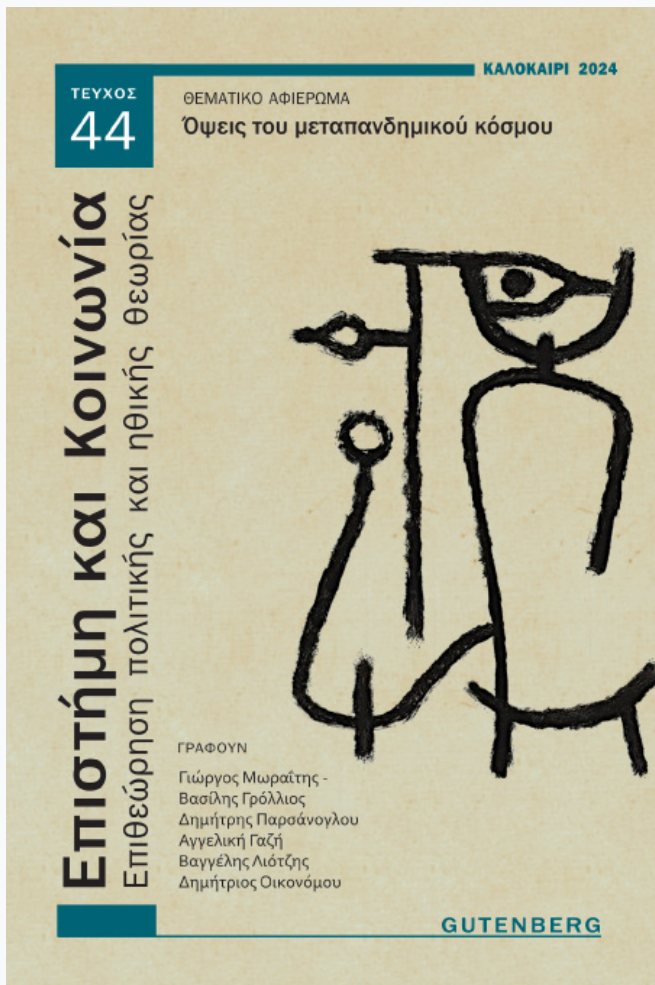 ΚΑΛΟΚΑΙΡΙ 2024
ΤΕΥΧΟΣ
44
ΘΕΜΑΤΙΚΟ ΑΦΙΕΡΩΜΑ
Όψεις του μεταπανδημικού κόσμου
Επιστήμη και Κοινωνία
Επιθεώρηση πολιτικής και ηθικής θεωρίας
ΓΡΑΦΟΥΝ
Γιώργος Μωραΐτης -
Βασίλης Γρόλλιος
Δημήτρης Παρσάνογλου
Αγγελική Γαζή
Βαγγέλης Λιότζης
Δημήτριος Οικονόμου
GUTENBERG